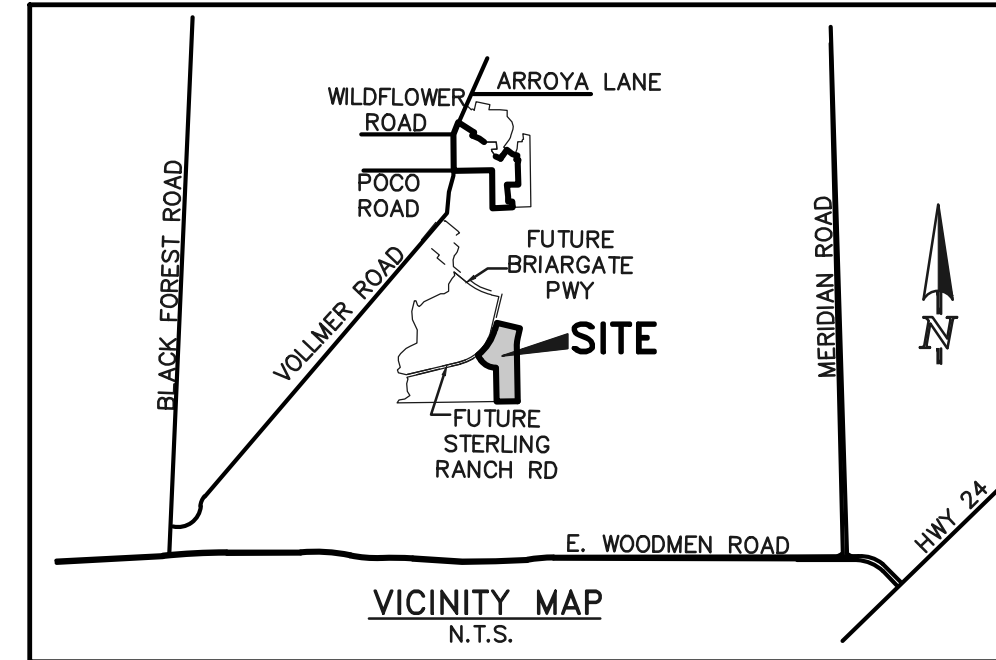 ARROYA LANE
WILDFLOWER
ROAD
POCO
ROAD
BLACK FOREST ROAD
VOLLMER ROAD
FUTURE
BRIARGATE
PWY
SITE
MERIDIAN ROAD
N
FUTURE
STERLING
RANCH RD
HWY 24
E. WOODMEN ROAD
VICINITY MAP
N.T.S.